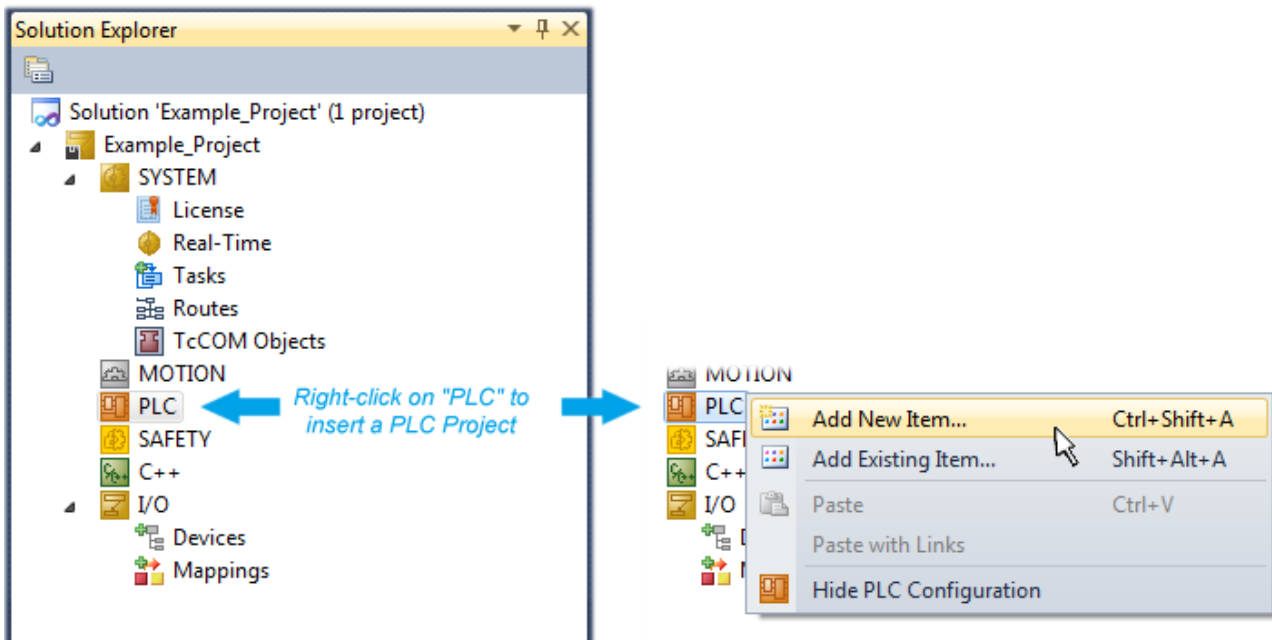 Solution Explorer
Solution 'Example_Project' (1 project)
Example_Project
SYSTEM
License
Real-Time
Tasks
Routes
TcCOM Objects
MOTION
PLC
SAFETY
C++
I/O
Devices
Mappings
Right-click on "PLC" to
insert a PLC Project
MOTION
PLC
SAF
C++
I/O
Add New Item... Ctrl+Shift+A
Add Existing Item... Shift+Alt+A
Paste Ctrl+V
Paste with Links
Hide PLC Configuration